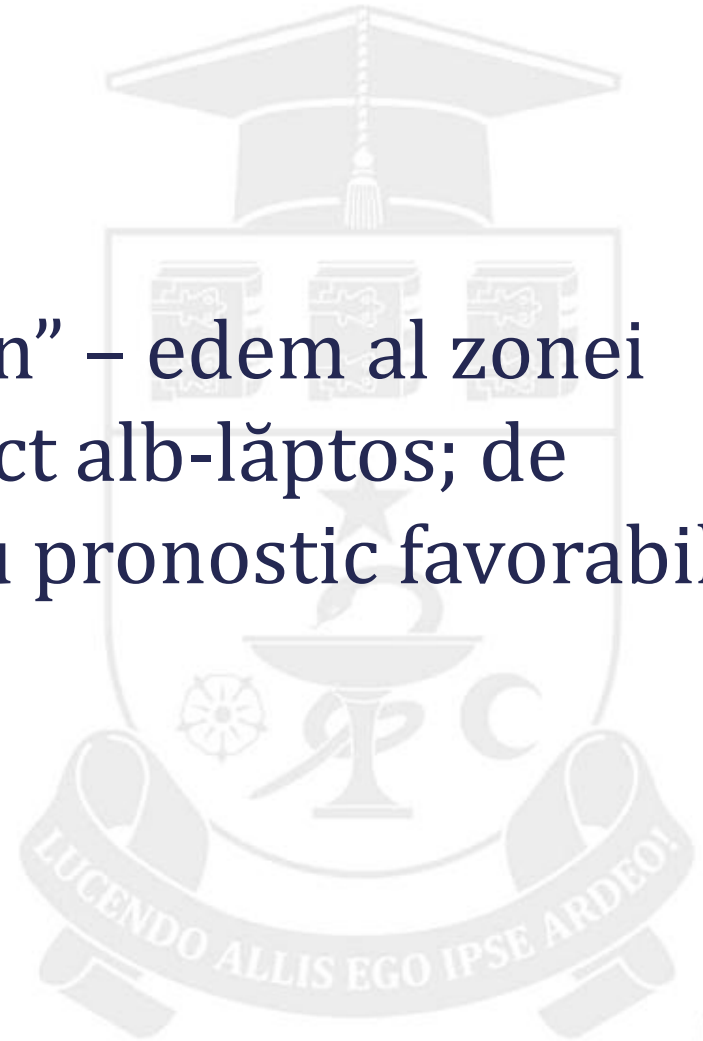 n” – edem al zonei
ct alb-lăptos; de
u pronostic favorabil
LUCENDO ALLIS EGO IPSE ARDEO!